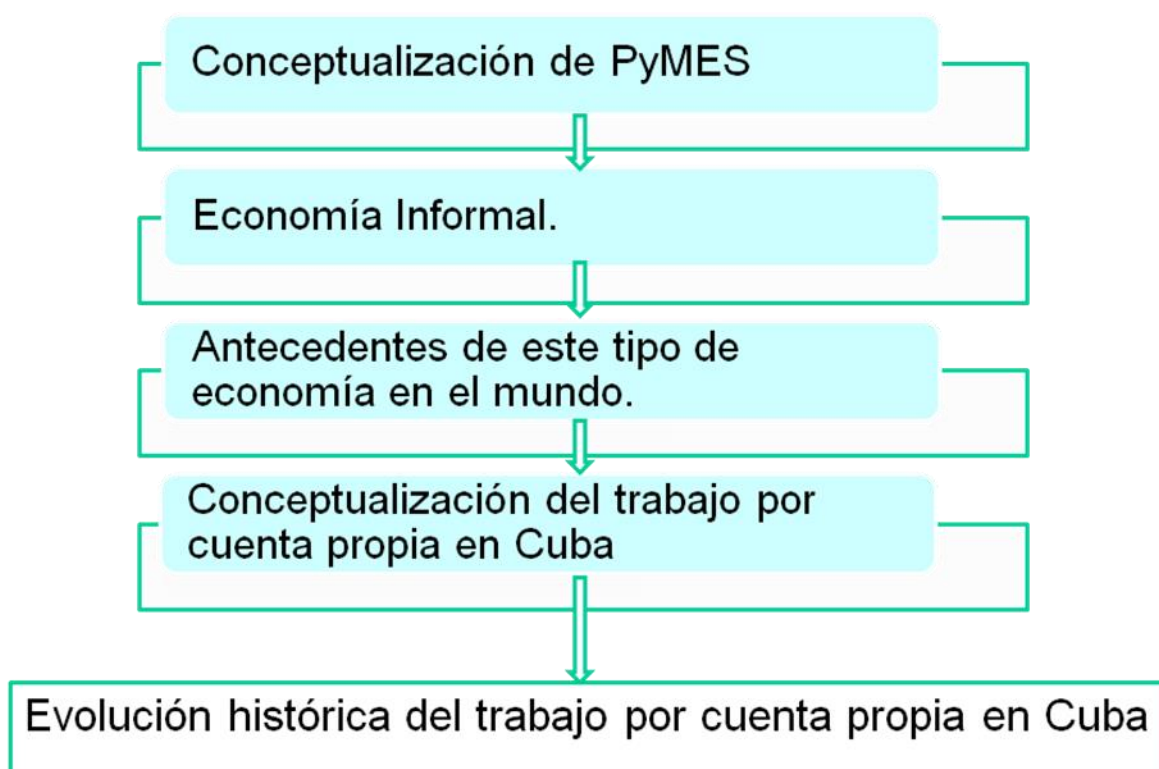 Conceptualización de PyMES
Economía Informal.
Antecedentes de este tipo de
economía en el mundo.
Conceptualización del trabajo por
cuenta propia en Cuba
Evolución histórica del trabajo por cuenta propia en Cuba